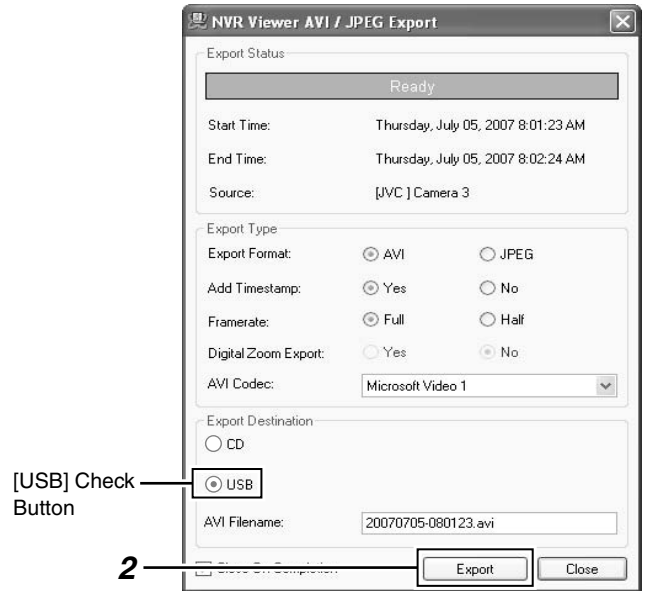 NVR Viewer AVI / JPEG Export
Export Status
Ready
Start Time: Thursday, July 05, 2007 8:01:23 AM
End Time: Thursday, July 05, 2007 8:02:24 AM
Source: [JVC ] Camera 3
Export Type
Export Format: AVI JPEG
Add Timestamp: Yes No
Framerate: Full Half
Digital Zoom Export: Yes No
AVI Codec: Microsoft Video 1
Export Destination
CD
[USB] Check
Button
USB
AVI Filename: 20070705-080123.avi
2
Close On Completion
Export Close